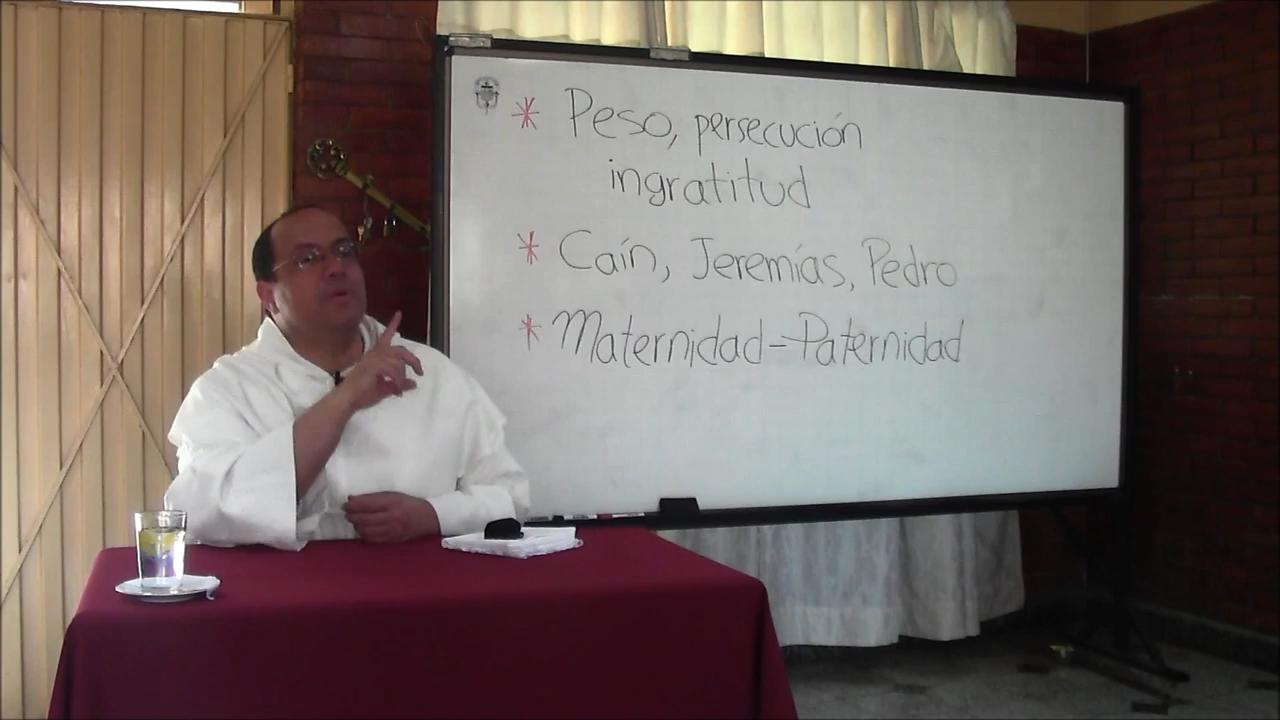 * Peso, persecución
ingratitud
* Caín, Jeremías, Pedro
* Maternidad-Paternidad